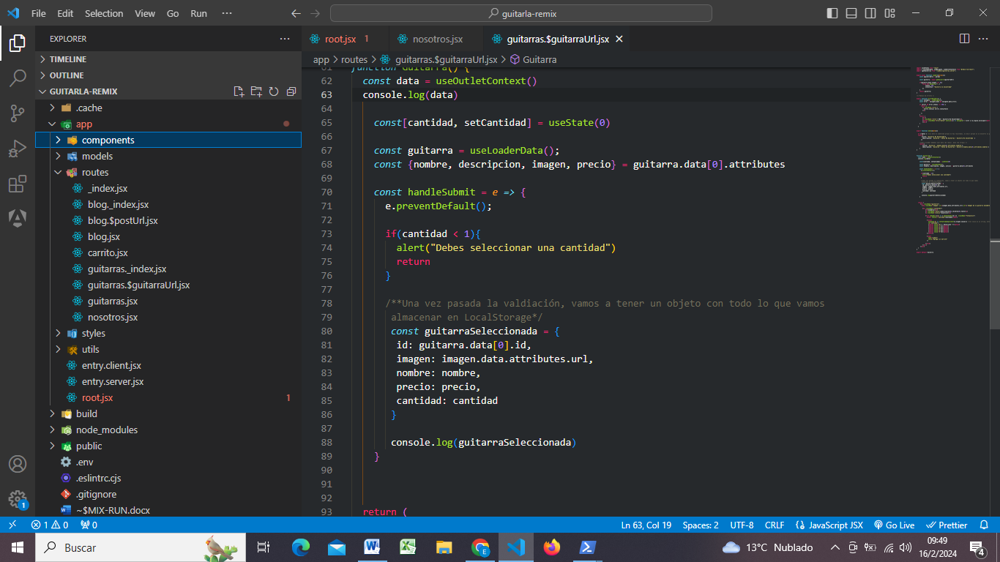 File Edit Selection View Go Run ···
guitarla-remix
EXPLORER ···
TIMELINE
OUTLINE
GUITARLA-REMIX
.cache
app
components
models
routes
_index.jsx
blog._index.jsx
blog.$postUrl.jsx
blog.jsx
carrito.jsx
guitarras._index.jsx
guitarras.$guitarraUrl.jsx
guitarras.jsx
nosotros.jsx
styles
utils
entry.client.jsx
entry.server.jsx
root.jsx 1
build
node_modules
public
.env
.eslintrc.cjs
.gitignore
~$MIX-RUN.docx
root.jsx 1 nosotros.jsx guitarras.$guitarraUrl.jsx
app > routes > guitarras.$guitarraUrl.jsx > Guitarra
61 function Guitarra() {
62 const data = useOutletContext()
63 console.log(data)
64
65 const[cantidad, setCantidad] = useState(0)
66
67 const guitarra = useLoaderData();
68 const {nombre, descripcion, imagen, precio} = guitarra.data[0].attributes
69
70 const handleSubmit = e => {
71 e.preventDefault();
72
73 if(cantidad < 1){
74 alert("Debes seleccionar una cantidad")
75 return
76 }
77
78 /**Una vez pasada la valdiación, vamos a tener un objeto con todo lo que vamos
79 almacenar en LocalStorage*/
80 const guitarraSeleccionada = {
81 id: guitarra.data[0].id,
82 imagen: imagen.data.attributes.url,
83 nombre: nombre,
84 precio: precio,
85 cantidad: cantidad
86 }
87
88 console.log(guitarraSeleccionada)
89 }
90
91
92
93 return (
1 0 0 Ln 63, Col 19 Spaces: 2 UTF-8 CRLF JavaScript JSX Go Live Prettier
1
Buscar
13°C Nublado
09:49
16/2/2024
4